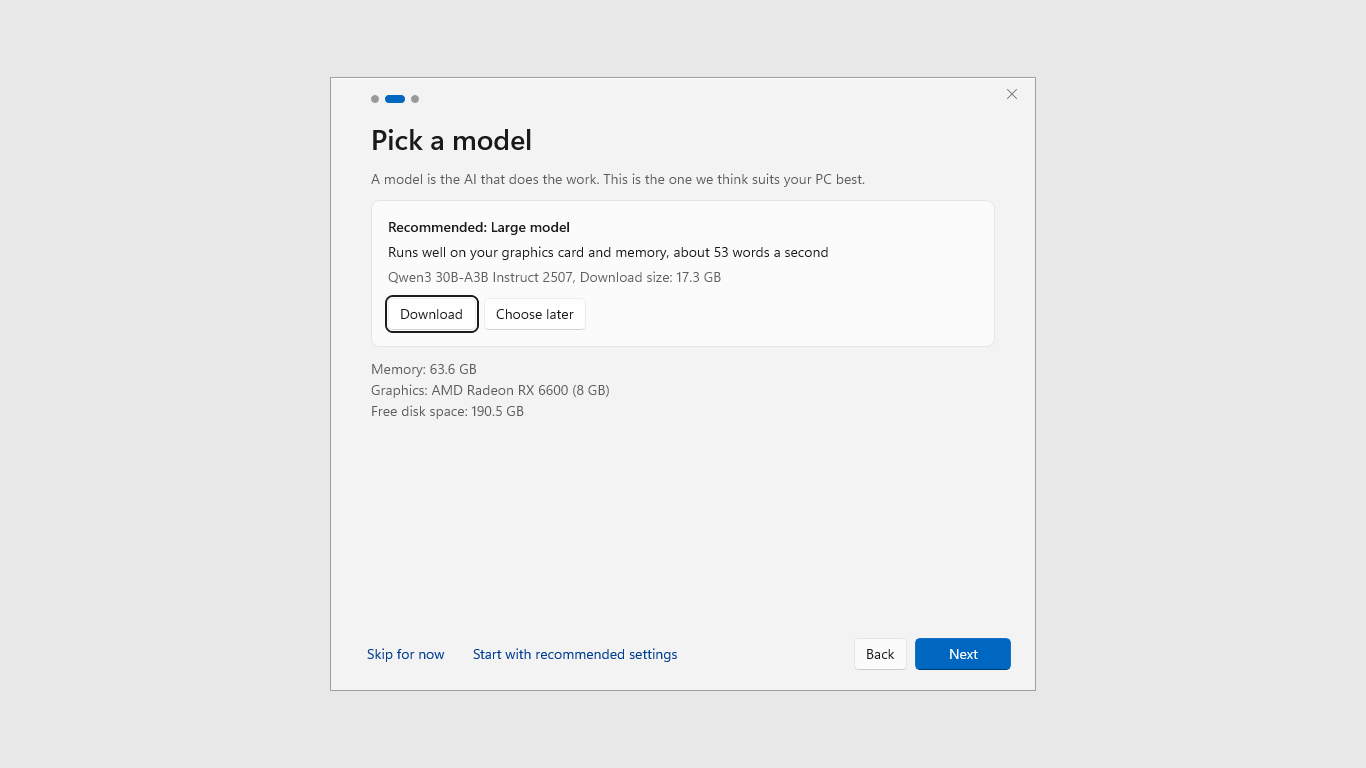 Pick a model
A model is the AI that does the work. This is the one we think suits your PC best.
Recommended: Large model
Runs well on your graphics card and memory, about 53 words a second
Qwen3 30B-A3B Instruct 2507, Download size: 17.3 GB
Download
Choose later
Memory: 63.6 GB
Graphics: AMD Radeon RX 6600 (8 GB)
Free disk space: 190.5 GB
Skip for now
Start with recommended settings
Back
Next